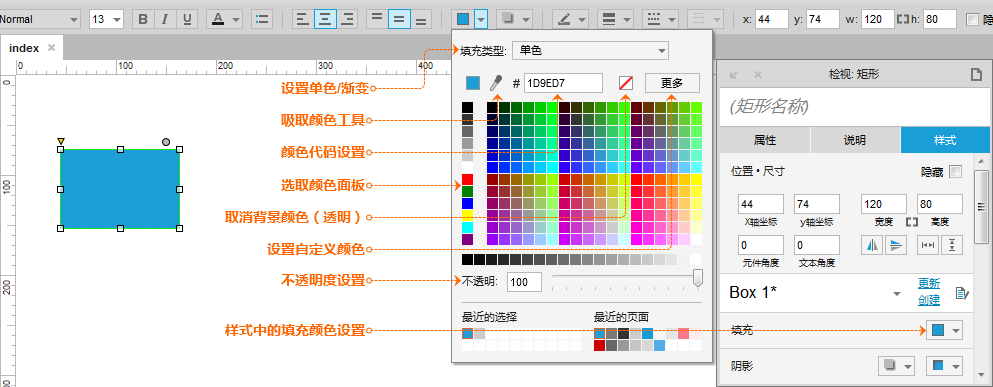 Normal 13 x: 44 y: 74 w: 120 h: 80 隐
index
0 100 200 300 400
填充类型: 单色
设置单色/渐变
# 1D9ED7 更多
吸取颜色工具
颜色代码设置
选取颜色面板
取消背景颜色（透明）
设置自定义颜色
不透明度设置
不透明: 100
最近的选择 最近的页面
样式中的填充颜色设置
0
100
200
300
检视: 矩形
(矩形名称)
属性 说明 样式
位置・尺寸 隐藏
44 74 120 80
X轴坐标 y轴坐标 宽度 高度
0 0
元件角度 文本角度
Box 1* 更新
创建
填充
阴影